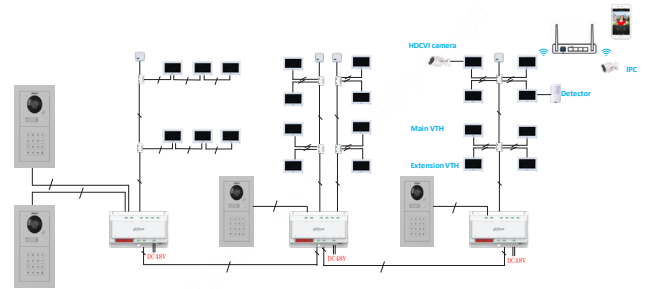 HDCVI camera
IPC
Detector
Main VTH
Extension VTH
DC48V
DC48V
DC48V